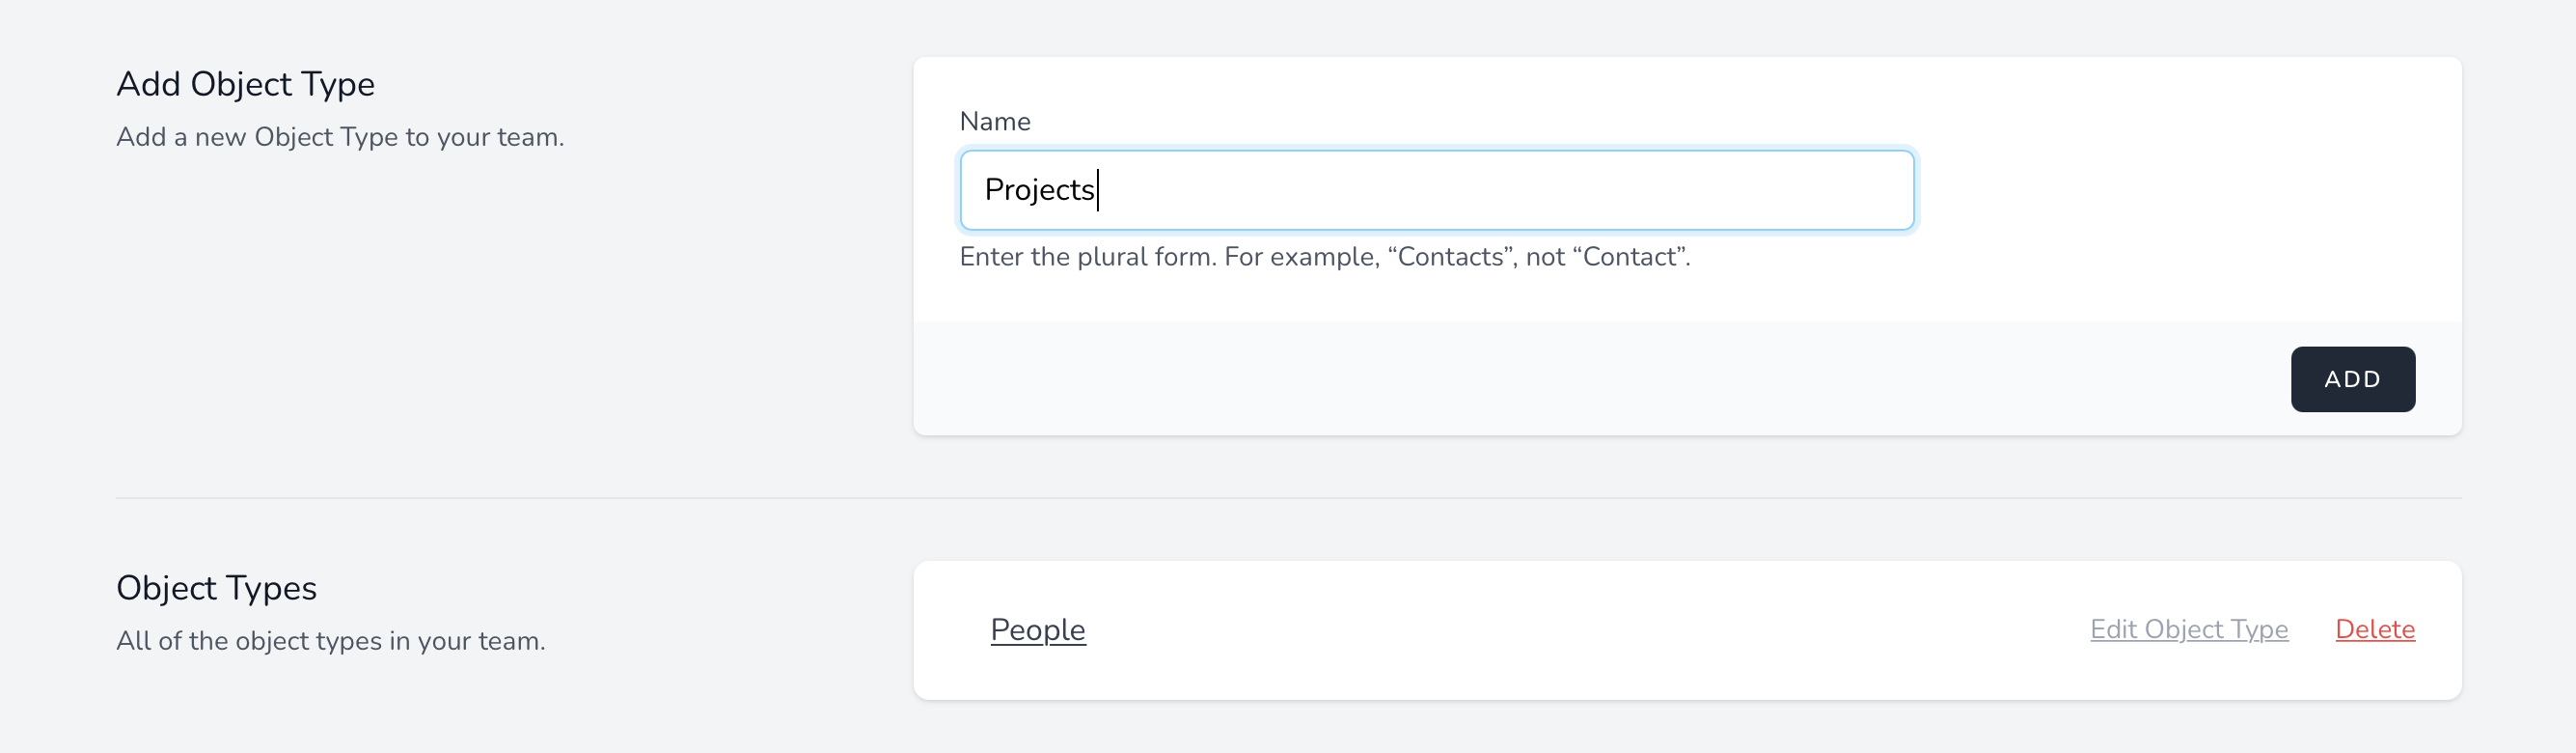 Add Object Type
Add a new Object Type to your team.
Name
Projects
Enter the plural form. For example, “Contacts”, not “Contact”.
ADD
Object Types
All of the object types in your team.
People
Edit Object Type
Delete